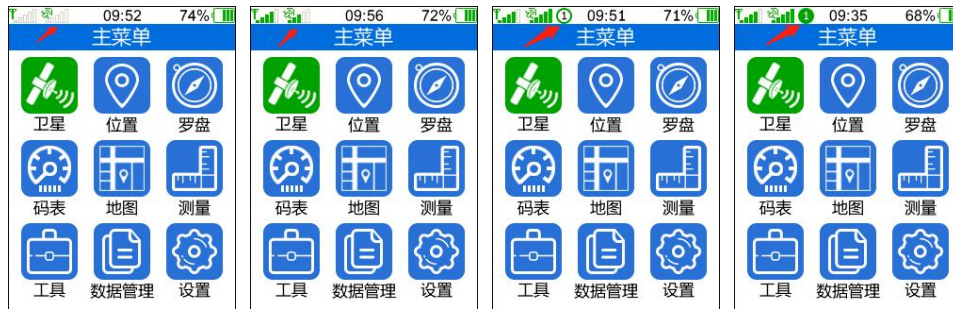 09:52 74%
主菜单
卫星 位置 罗盘
码表 地图 测量
工具 数据管理 设置
09:56 72%
主菜单
卫星 位置 罗盘
码表 地图 测量
工具 数据管理 设置
1 09:51 71%
主菜单
卫星 位置 罗盘
码表 地图 测量
工具 数据管理 设置
1 09:35 68%
主菜单
卫星 位置 罗盘
码表 地图 测量
工具 数据管理 设置